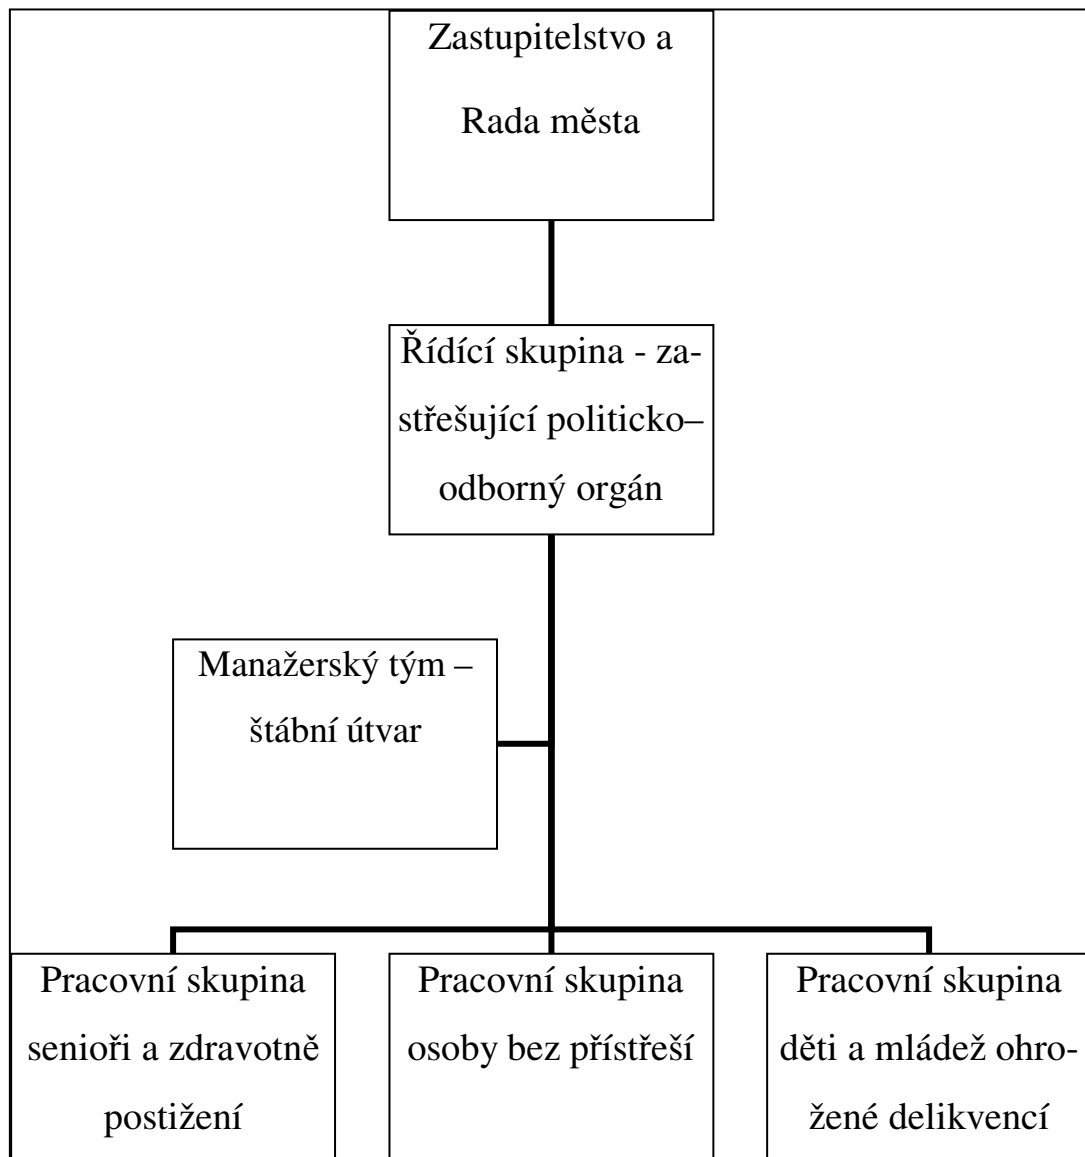 Zastupitelstvo a
Rada města
Řídící skupina - za-
střešující politicko–
odborný orgán
Manažerský tým –
štábní útvar
Pracovní skupina
senioři a zdravotně
postižení
Pracovní skupina
osoby bez přístřeší
Pracovní skupina
děti a mládež ohro-
žené delikvencí